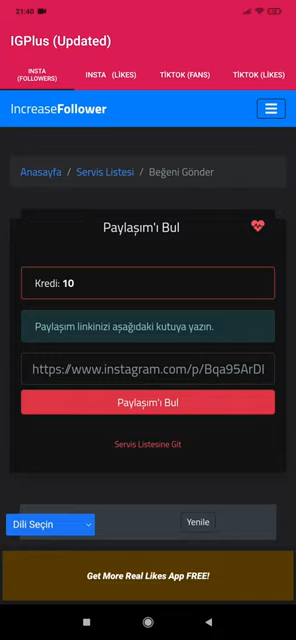 21:40
IGPlus (Updated)
INSTA (FOLLOWERS)
INSTA (LİKES)
TİKTOK (FANS)
TİKTOK (LİKES)
IncreaseFollower
Anasayfa / Servis Listesi / Beğeni Gönder
Paylaşım'ı Bul
Kredi: 10
Paylaşım linkinizi aşağıdaki kutuya yazın.
https://www.instagram.com/p/Bqa95ArDI
Paylaşım'ı Bul
Servis Listesine Git
Dili Seçin
Yenile
Get More Real Likes App FREE!